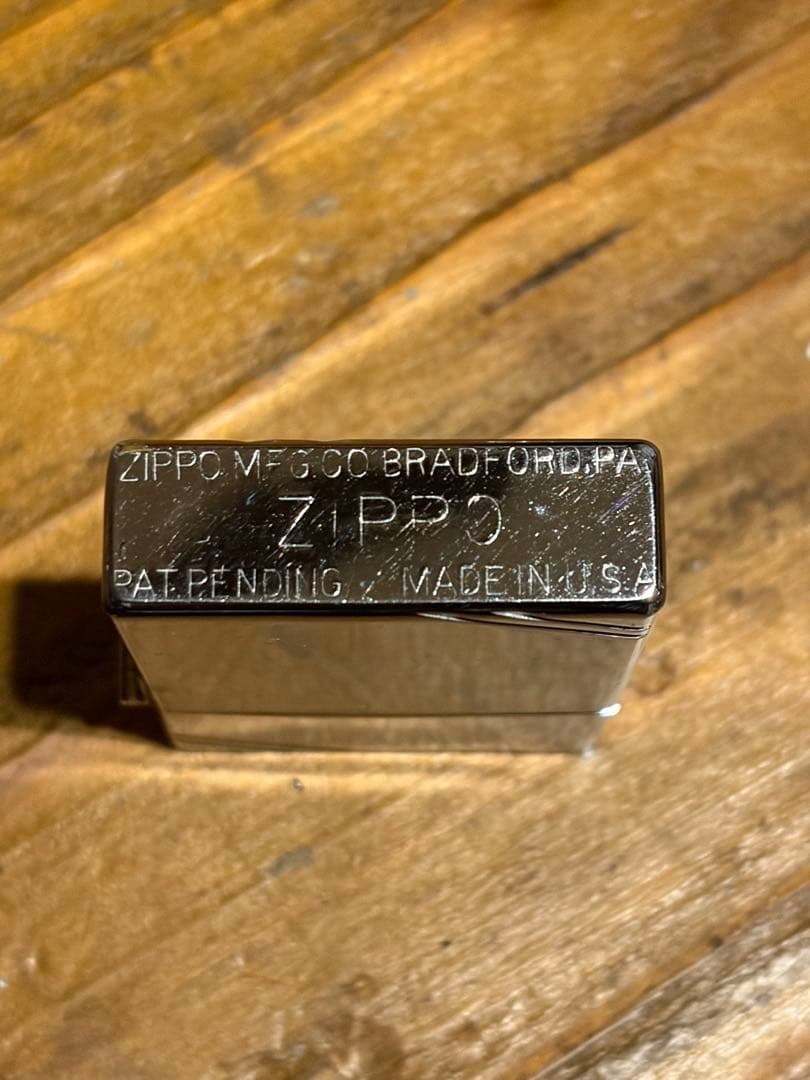 ZIPPO MFG.CO BRADFORD.PA.
ZIPPO
PAT.PENDING MADE IN U.S.A